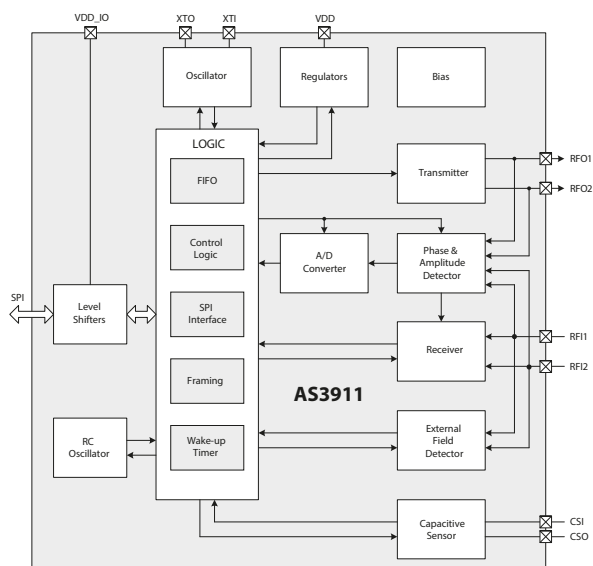 VDD_IO
XTO
XTI
VDD
Oscillator
Regulators
Bias
LOGIC
FIFO
Transmitter
RFO1
RFO2
Control
Logic
A/D
Converter
Phase &
Amplitude
Detector
SPI
Level
Shifters
SPI
Interface
Receiver
RFI1
RFI2
Framing
AS3911
RC
Oscillator
Wake-up
Timer
External
Field
Detector
Capacitive
Sensor
CSI
CSO